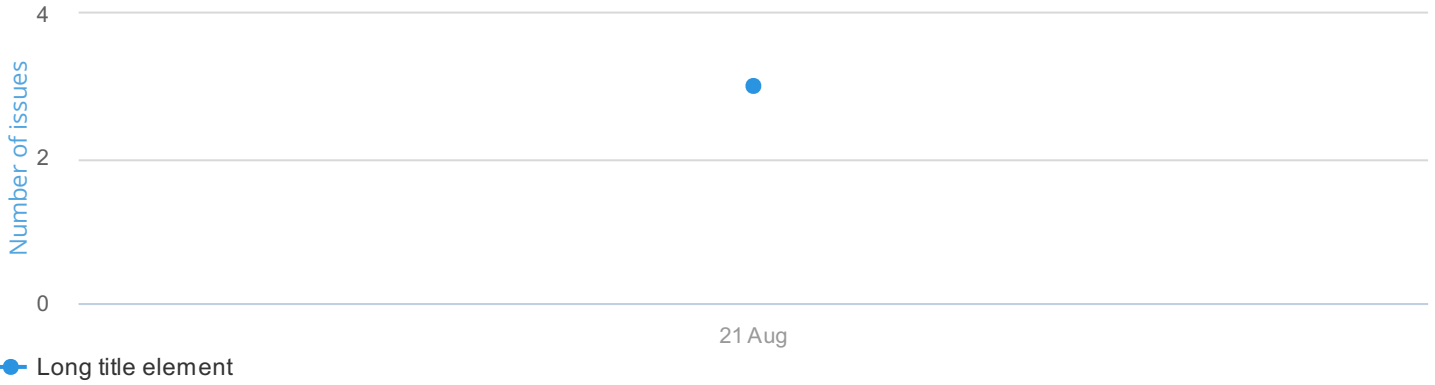 4
Number of issues
2
0
21 Aug
Long title element